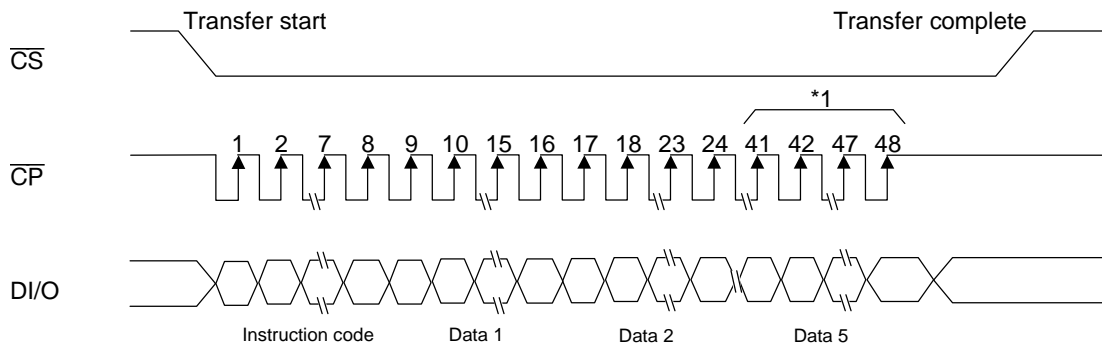 Transfer start Transfer complete
CS
*1
1 2 7 8 9 10 15 16 17 18 23 24 41 42 47 48
CP
DI/O
Instruction code Data 1 Data 2 Data 5